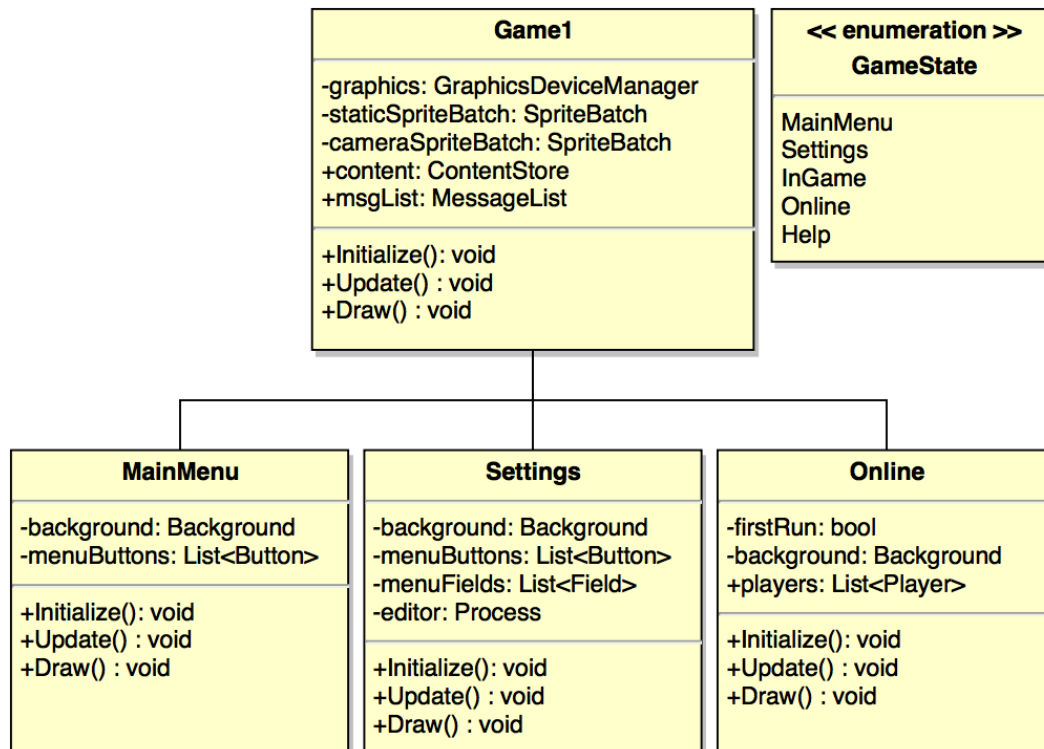 Game1
-graphics: GraphicsDeviceManager
-staticSpriteBatch: SpriteBatch
-cameraSpriteBatch: SpriteBatch
+content: ContentStore
+msgList: MessageList
+Initialize(): void
+Update() : void
+Draw() : void
<< enumeration >>
GameState
MainMenu
Settings
InGame
Online
Help
MainMenu
-background: Background
-menuButtons: List<Button>
+Initialize(): void
+Update() : void
+Draw() : void
Settings
-background: Background
-menuButtons: List<Button>
-menuFields: List<Field>
-editor: Process
+Initialize(): void
+Update() : void
+Draw() : void
Online
-firstRun: bool
-background: Background
+players: List<Player>
+Initialize(): void
+Update() : void
+Draw() : void